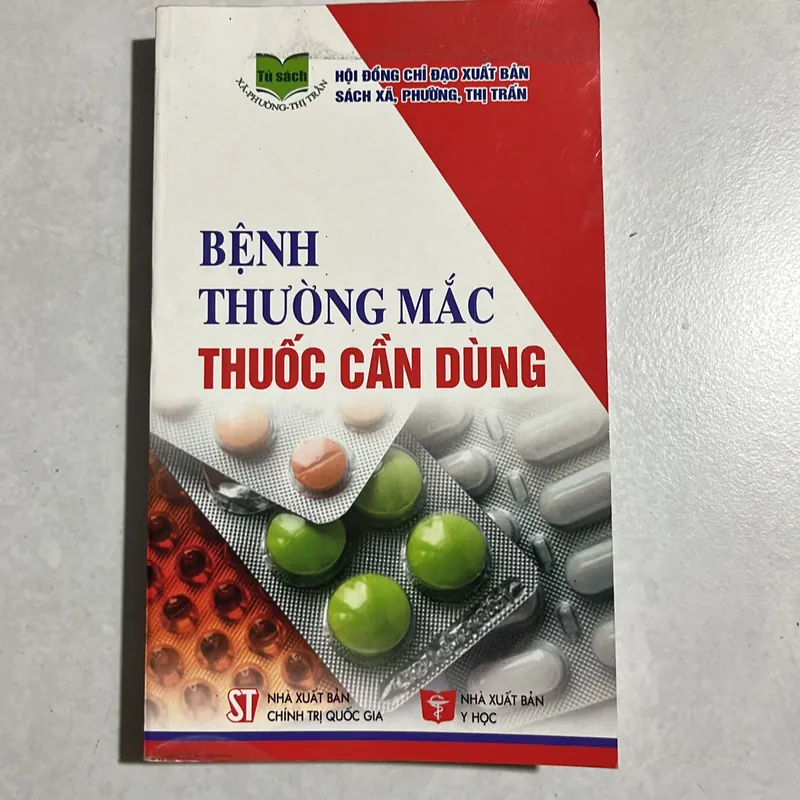 Tủ sách
XÃ-PHƯỜNG-THỊ TRẤN
HỘI ĐỒNG CHỈ ĐẠO XUẤT BẢN
SÁCH XÃ, PHƯỜNG, THỊ TRẤN
BỆNH
THƯỜNG MẮC
THUỐC CẦN DÙNG
ST
NHÀ XUẤT BẢN
CHÍNH TRỊ QUỐC GIA
NHÀ XUẤT BẢN
Y HỌC